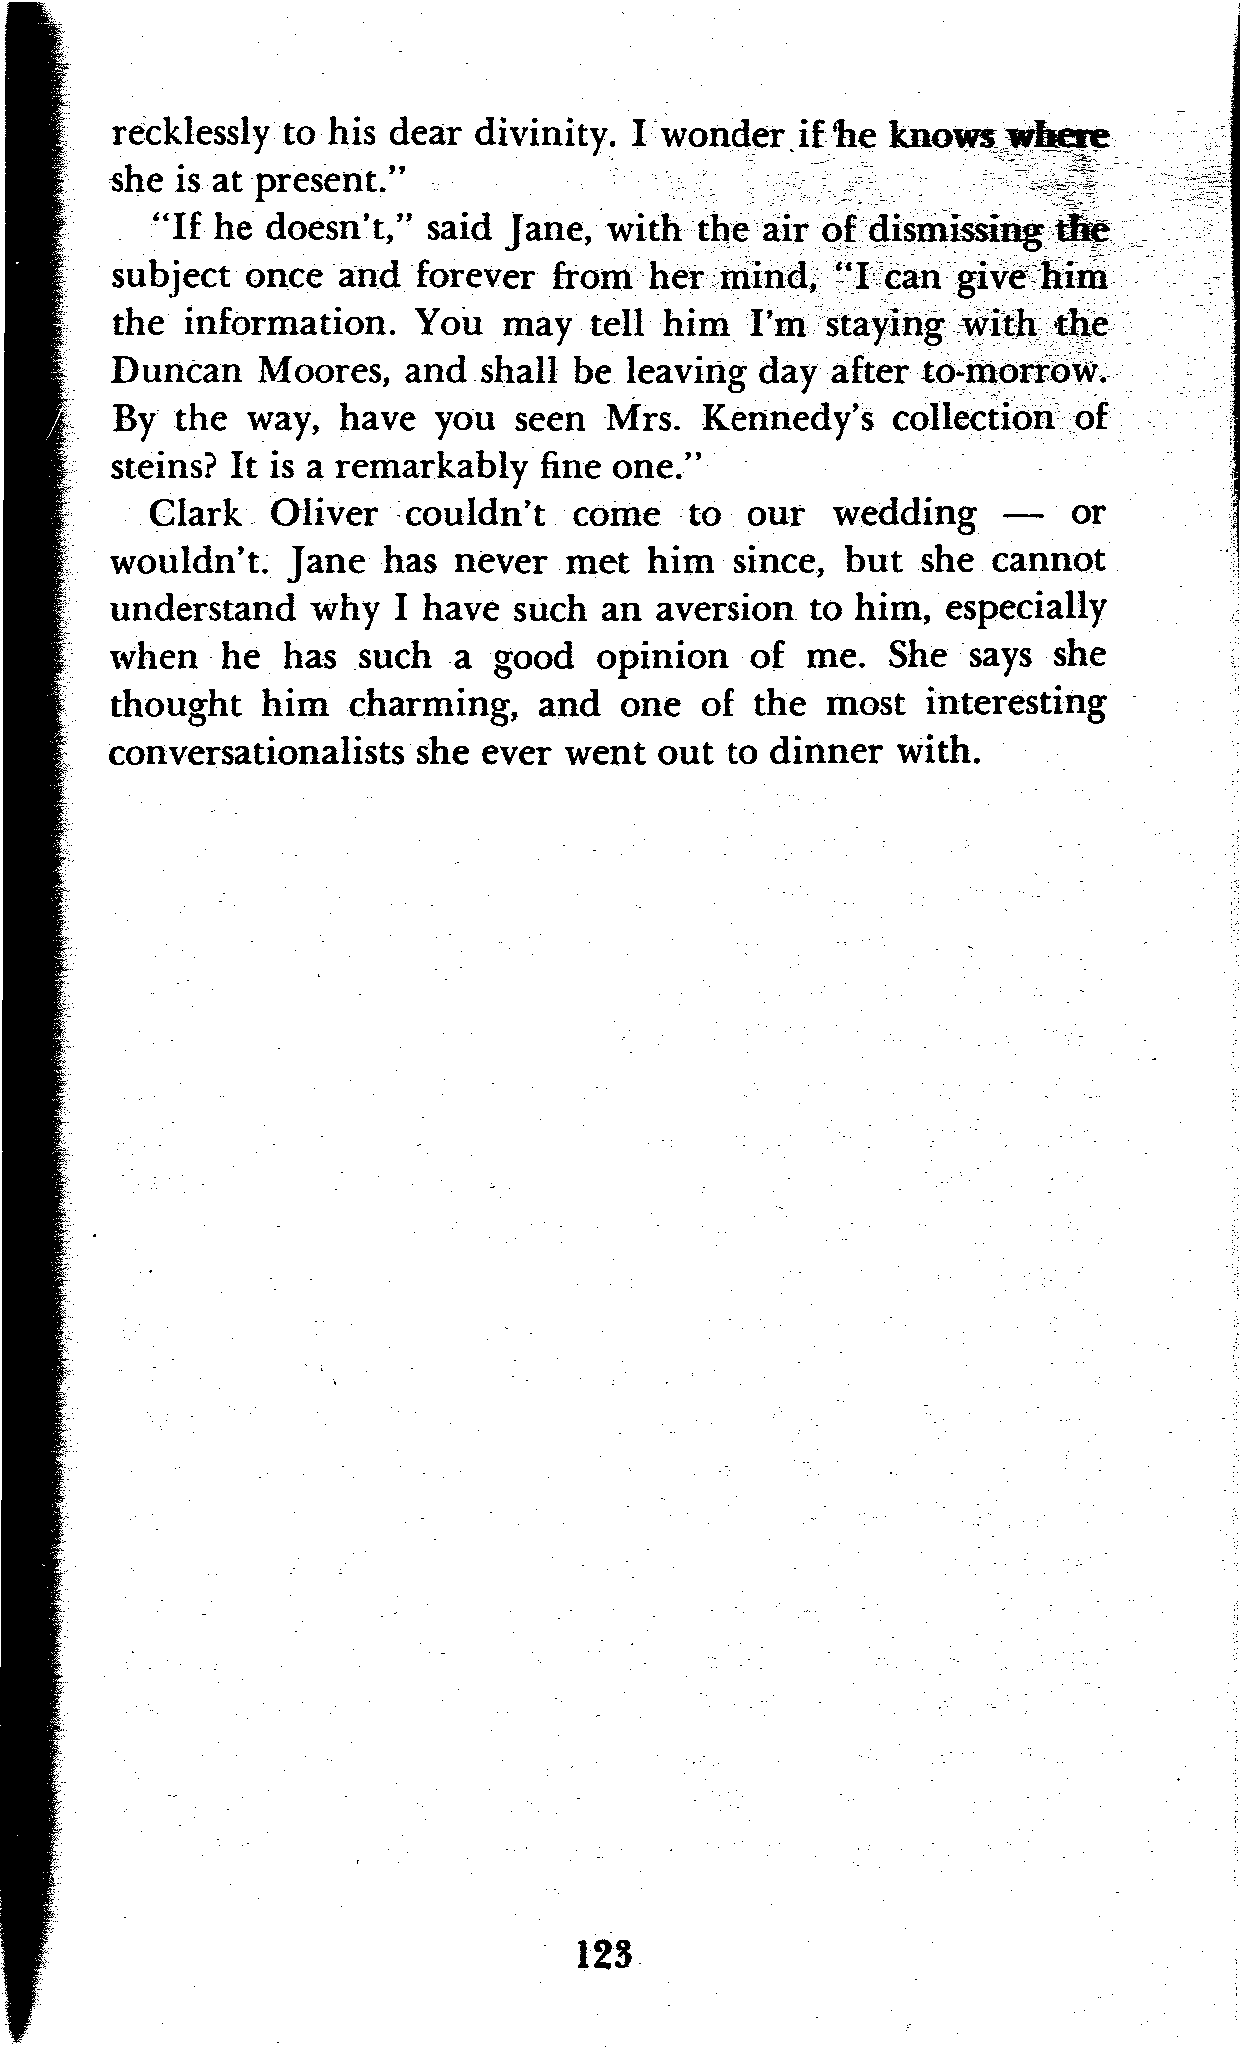 recklessly to his dear divinity. I wonder if he knows where
she is at present."
"If he doesn't," said Jane, with the air of dismissing the
subject once and forever from her mind, "I can give him
the information. You may tell him I'm staying with the
Duncan Moores, and shall be leaving day after to-morrow.
By the way, have you seen Mrs. Kennedy's collection of
steins? It is a remarkably fine one."
Clark Oliver couldn't come to our wedding — or
wouldn't. Jane has never met him since, but she cannot
understand why I have such an aversion to him, especially
when he has such a good opinion of me. She says she
thought him charming, and one of the most interesting
conversationalists she ever went out to dinner with.
123